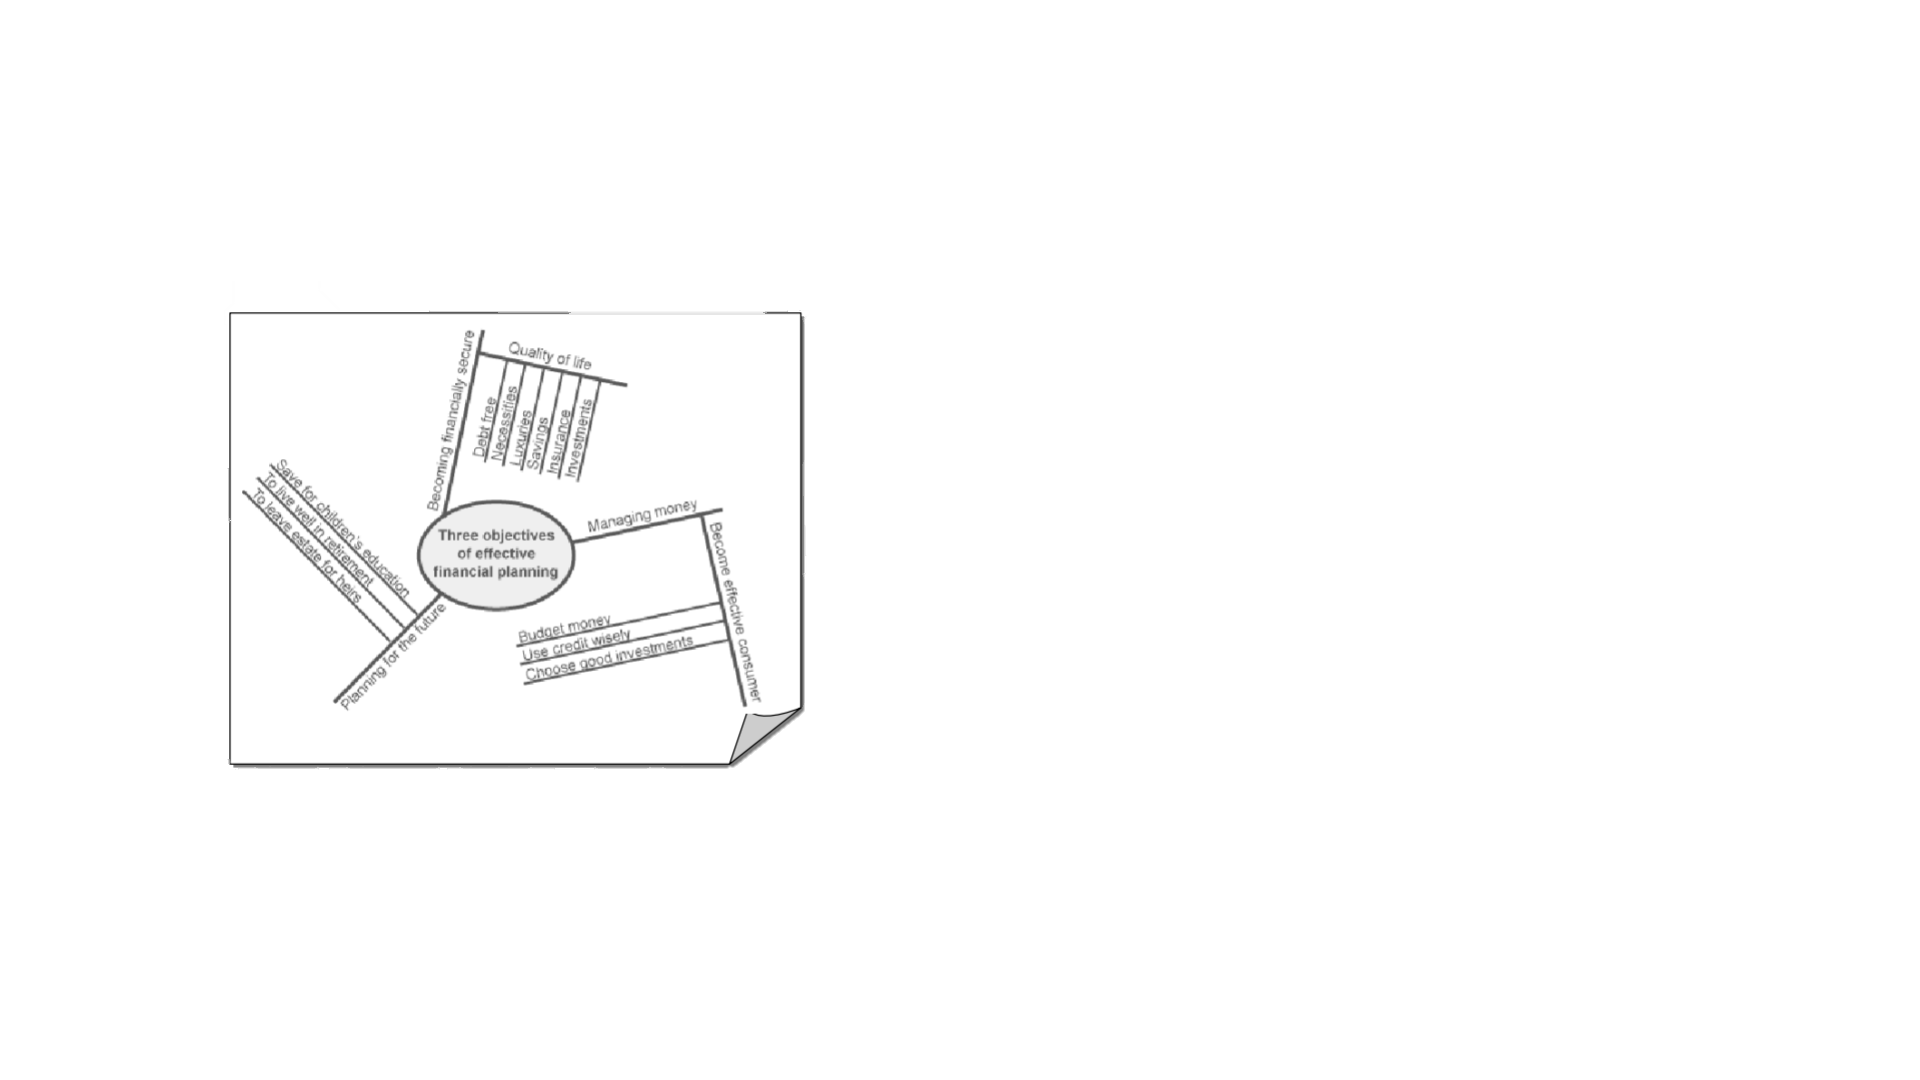 Becoming financially secure
Quality of life
Debt free
Necessities
Luxuries
Savings
Insurance
Investments
Save for children's education
To live well in retirement
To leave estate for heirs
Planning for the future
Three objectives
of effective
financial planning
Managing money
Become effective consumer
Budget money
Use credit wisely
Choose good investments